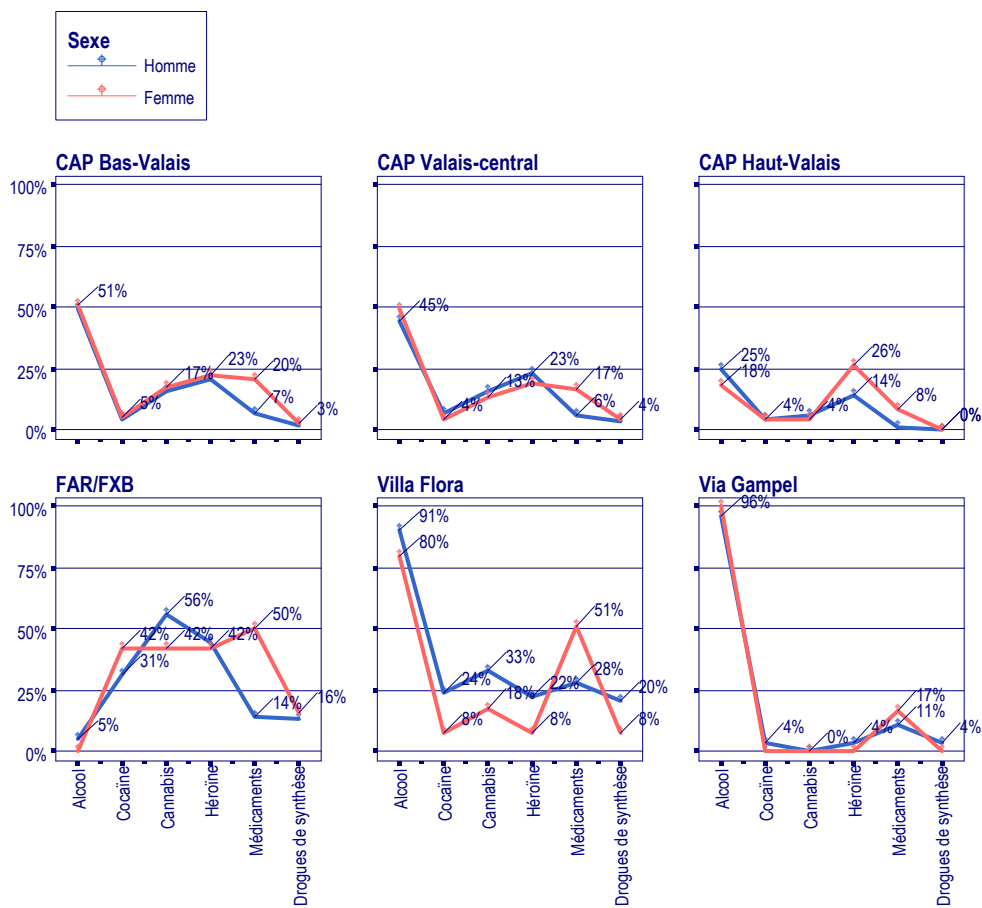 Sexe
Homme
Femme
CAP Bas-Valais
CAP Valais-central
CAP Haut-Valais
100%
75%
50%
25%
0%
51%
5%
17%
23%
20%
7%
3%
45%
4%
13%
23%
17%
6%
4%
25%
18%
4%
4%
26%
14%
8%
0%
FAR/FXB
Villa Flora
Via Gampel
100%
75%
50%
25%
0%
5%
42%
31%
56%
42%
42%
50%
14%
16%
91%
80%
24%
8%
33%
18%
22%
8%
51%
28%
20%
8%
96%
4%
0%
4%
17%
11%
4%
Alcool
Cocaïne
Cannabis
Héroïne
Médicaments
Drogues de synthèse
Alcool
Cocaïne
Cannabis
Héroïne
Médicaments
Drogues de synthèse
Alcool
Cocaïne
Cannabis
Héroïne
Médicaments
Drogues de synthèse